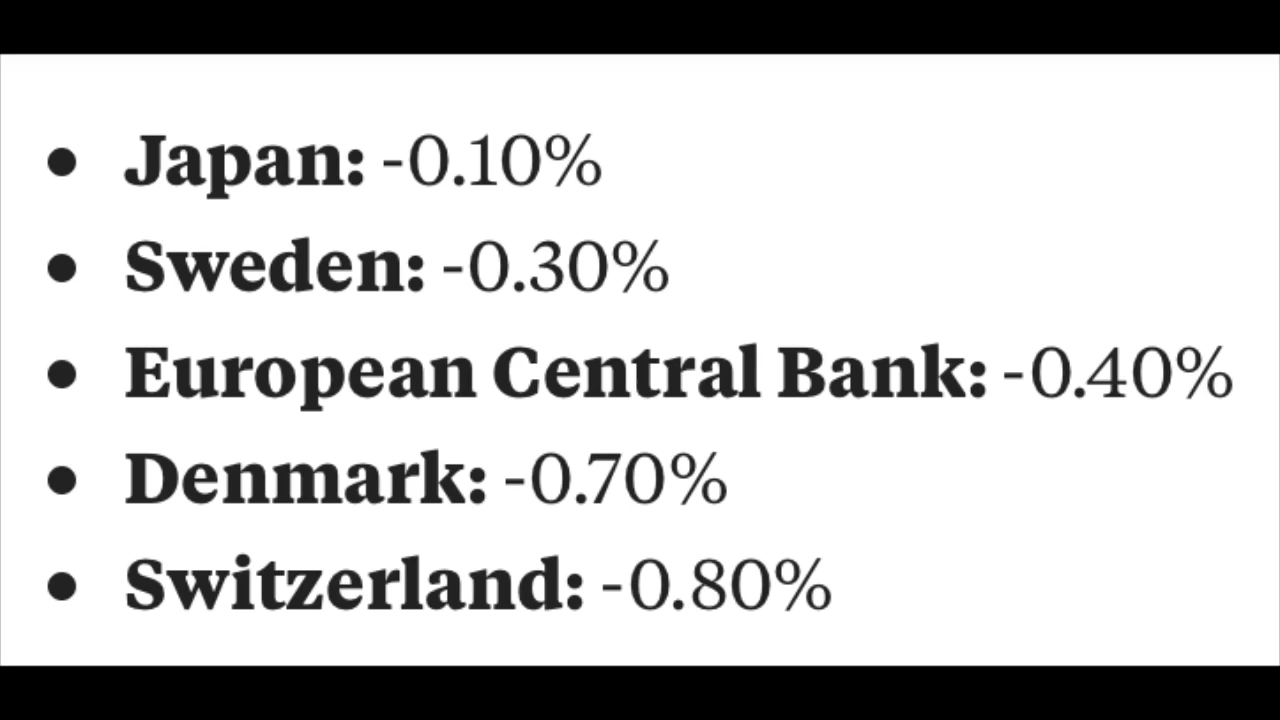 • Japan: -0.10%
• Sweden: -0.30%
• European Central Bank: -0.40%
• Denmark: -0.70%
• Switzerland: -0.80%